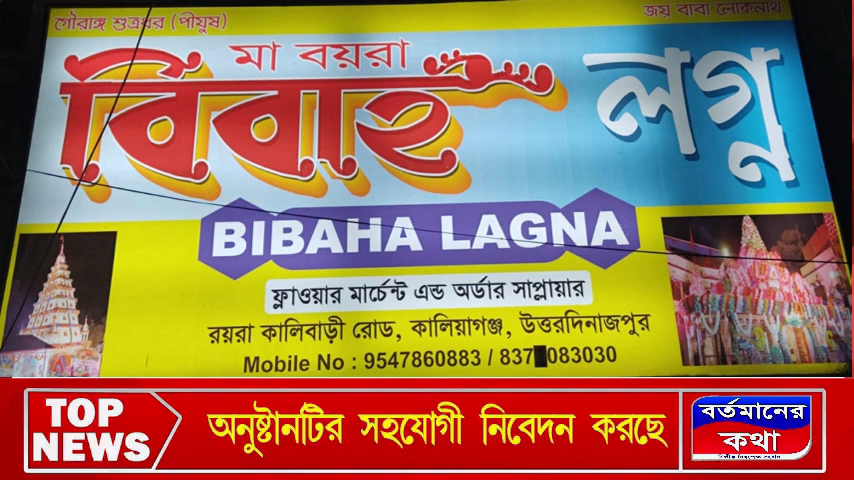 গৌরাঙ্গ শুত্রধর (পীযুষ)
জয় বাবা লোকনাথ
মা বয়রা
বিবাহ লগ্ন
BIBAHA LAGNA
ফ্লাওয়ার মার্চেন্ট এন্ড অর্ডার সাপ্লায়ার
রয়রা কালিবাড়ী রোড, কালিয়াগঞ্জ, উত্তরদিনাজপুর
Mobile No : 9547860883 / 837 083030
TOP
NEWS
অনুষ্টানটির সহযোগী নিবেদন করছে
বর্তমানের
কথা